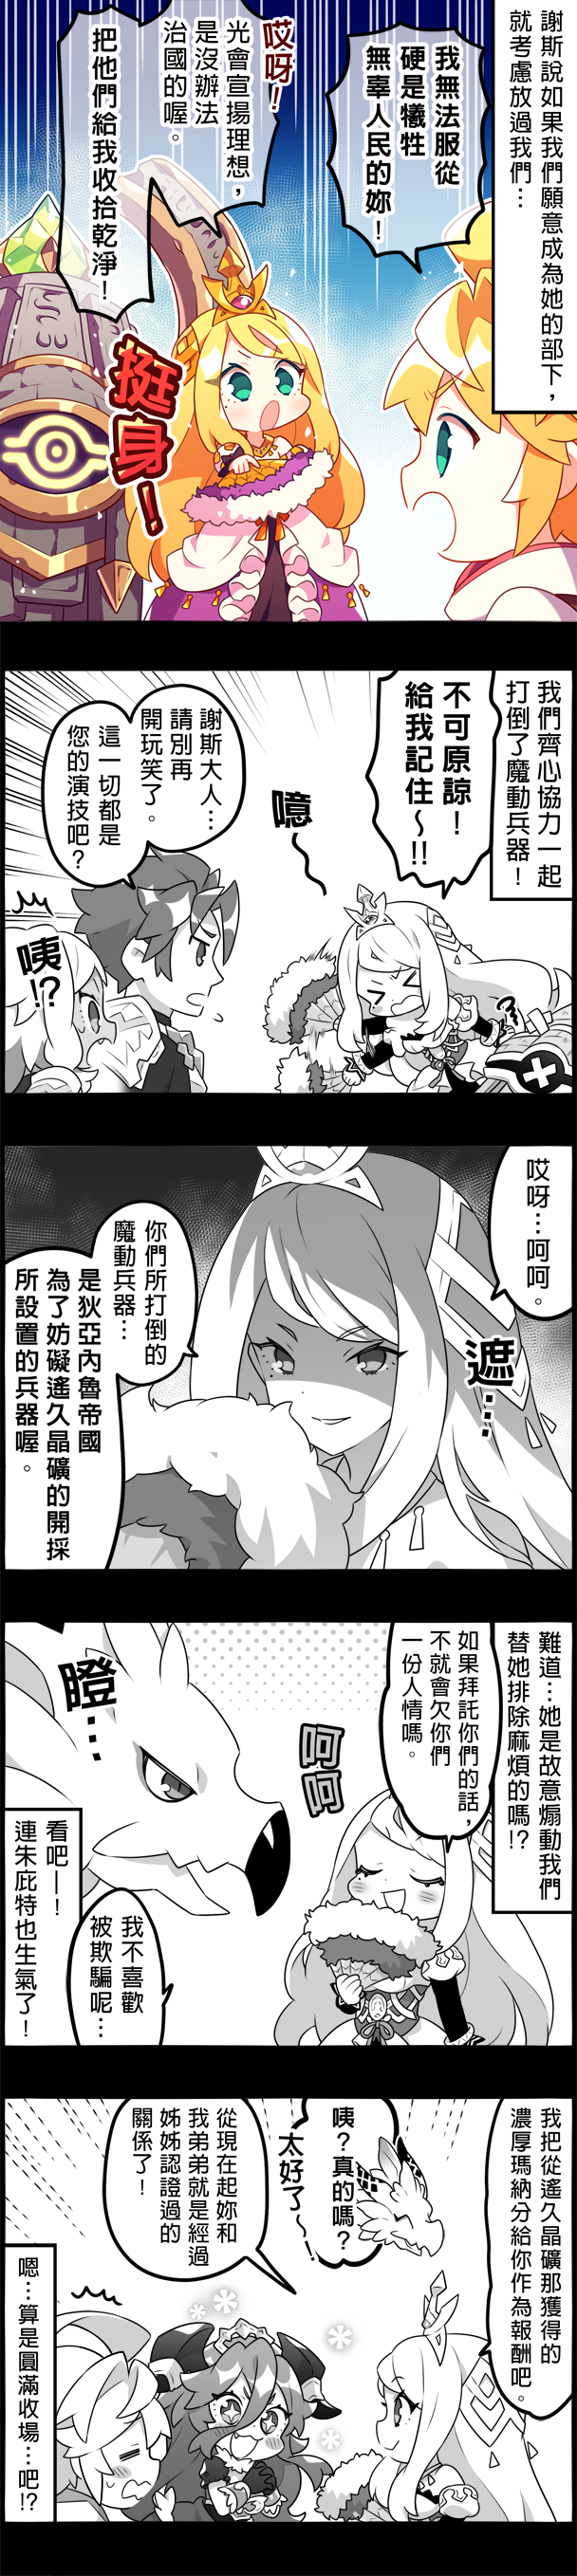 謝斯說如果我們願意成為她的部下，
就考慮放過我們…
我無法服從
硬是犧牲
無辜人民的妳！
哎呀！
光會宣揚理想，
是沒辦法
治國的喔。
把他們給我收拾乾淨！
挺身！
我們齊心協力一起
打倒了魔動兵器！
不可原諒！
給我記住～!!
噫～
謝斯大人…
請別再
開玩笑了。
這一切都是
您的演技吧？
咦!?
哎呀…呵呵。
遮…
你們所打倒的
魔動兵器…
是狄亞內魯帝國
為了妨礙遙久晶礦的開採
所設置的兵器喔。
難道…她是故意煽動我們
替她排除麻煩的嗎!?
如果拜託你們的話，
不就會欠你們
一份人情嗎。
呵呵
瞪…
我不喜歡
被欺騙呢…
看吧—！
連朱庇特也生氣了！
我把從遙久晶礦那獲得的
濃厚瑪納分給你作為報酬吧。
咦？真的嗎？
太好了～！
從現在起妳和
我弟弟就是經過
姊姊認證過的
關係了！
嗯…算是圓滿收場…吧!?